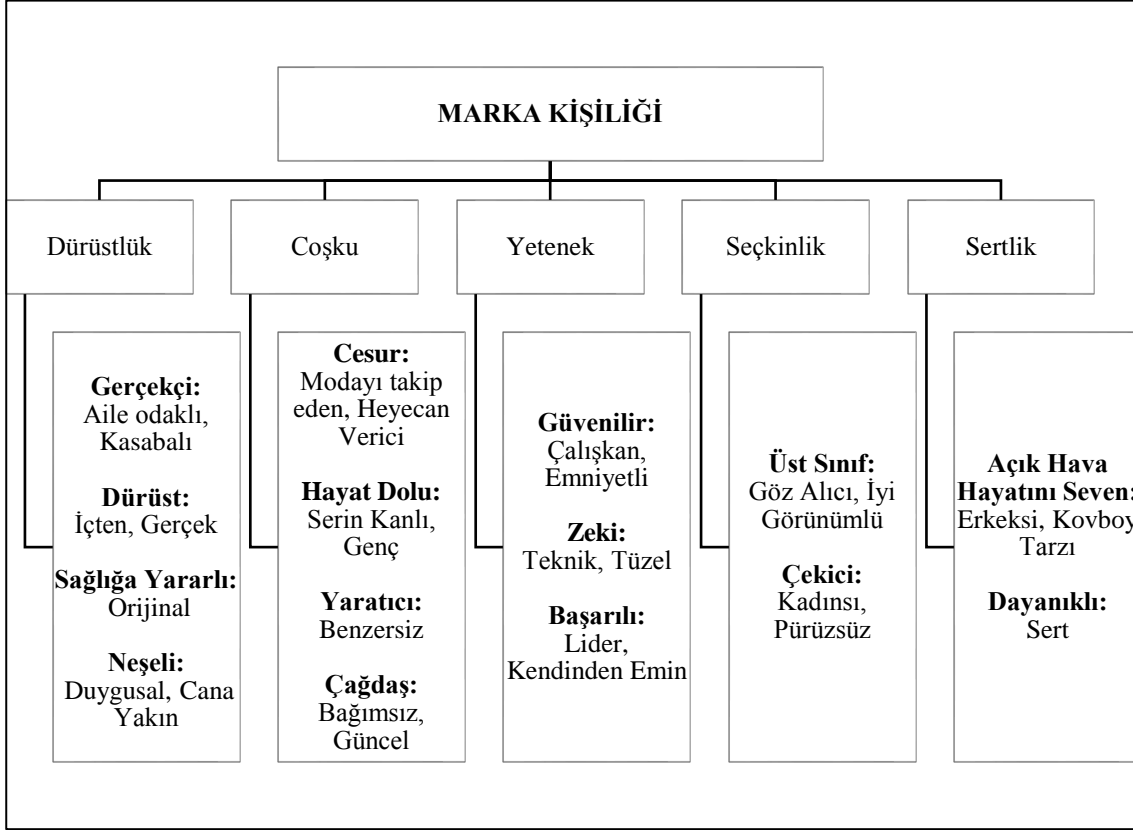 MARKA KİŞİLİĞİ
Dürüstlük
Coşku
Yetenek
Seçkinlik
Sertlik
Gerçekçi:
Aile odaklı,
Kasabalı
Dürüst:
İçten, Gerçek
Sağlığa Yararlı:
Orijinal
Neşeli:
Duygusal, Cana
Yakın
Cesur:
Modayı takip
eden, Heyecan
Verici
Hayat Dolu:
Serin Kanlı,
Genç
Yaratıcı:
Benzersiz
Çağdaş:
Bağımsız,
Güncel
Güvenilir:
Çalışkan,
Emniyetli
Zeki:
Teknik, Tüzel
Başarılı:
Lider,
Kendinden Emin
Üst Sınıf:
Göz Alıcı, İyi
Görünümlü
Çekici:
Kadınsı,
Pürüzsüz
Açık Hava
Hayatını Seven:
Erkeksi, Kovboy
Tarzı
Dayanıklı:
Sert